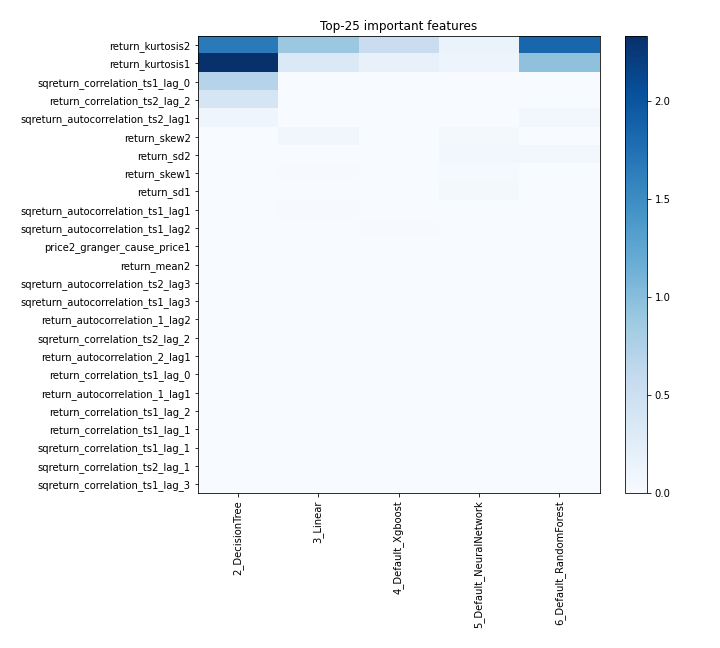 Top-25 important features
return_kurtosis2
return_kurtosis1
sqreturn_correlation_ts1_lag_0
return_correlation_ts2_lag_2
sqreturn_autocorrelation_ts2_lag1
return_skew2
return_sd2
return_skew1
return_sd1
sqreturn_autocorrelation_ts1_lag1
sqreturn_autocorrelation_ts1_lag2
price2_granger_cause_price1
return_mean2
sqreturn_autocorrelation_ts2_lag3
sqreturn_autocorrelation_ts1_lag3
return_autocorrelation_1_lag2
sqreturn_correlation_ts2_lag_2
return_autocorrelation_2_lag1
return_correlation_ts1_lag_0
return_autocorrelation_1_lag1
return_correlation_ts1_lag_2
return_correlation_ts1_lag_1
sqreturn_correlation_ts1_lag_1
sqreturn_correlation_ts2_lag_1
sqreturn_correlation_ts1_lag_3
2_DecisionTree
3_Linear
4_Default_Xgboost
5_Default_NeuralNetwork
6_Default_RandomForest
2.0
1.5
1.0
0.5
0.0